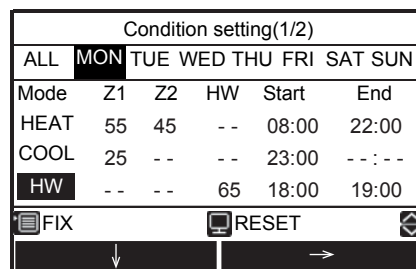 Condition setting(1/2)
ALL MON TUE WED THU FRI SAT SUN
Mode Z1 Z2 HW Start End
HEAT 55 45 - - 08:00 22:00
COOL 25 - - - - 23:00 - - : - -
HW - - - - 65 18:00 19:00
FIX RESET
↓ →